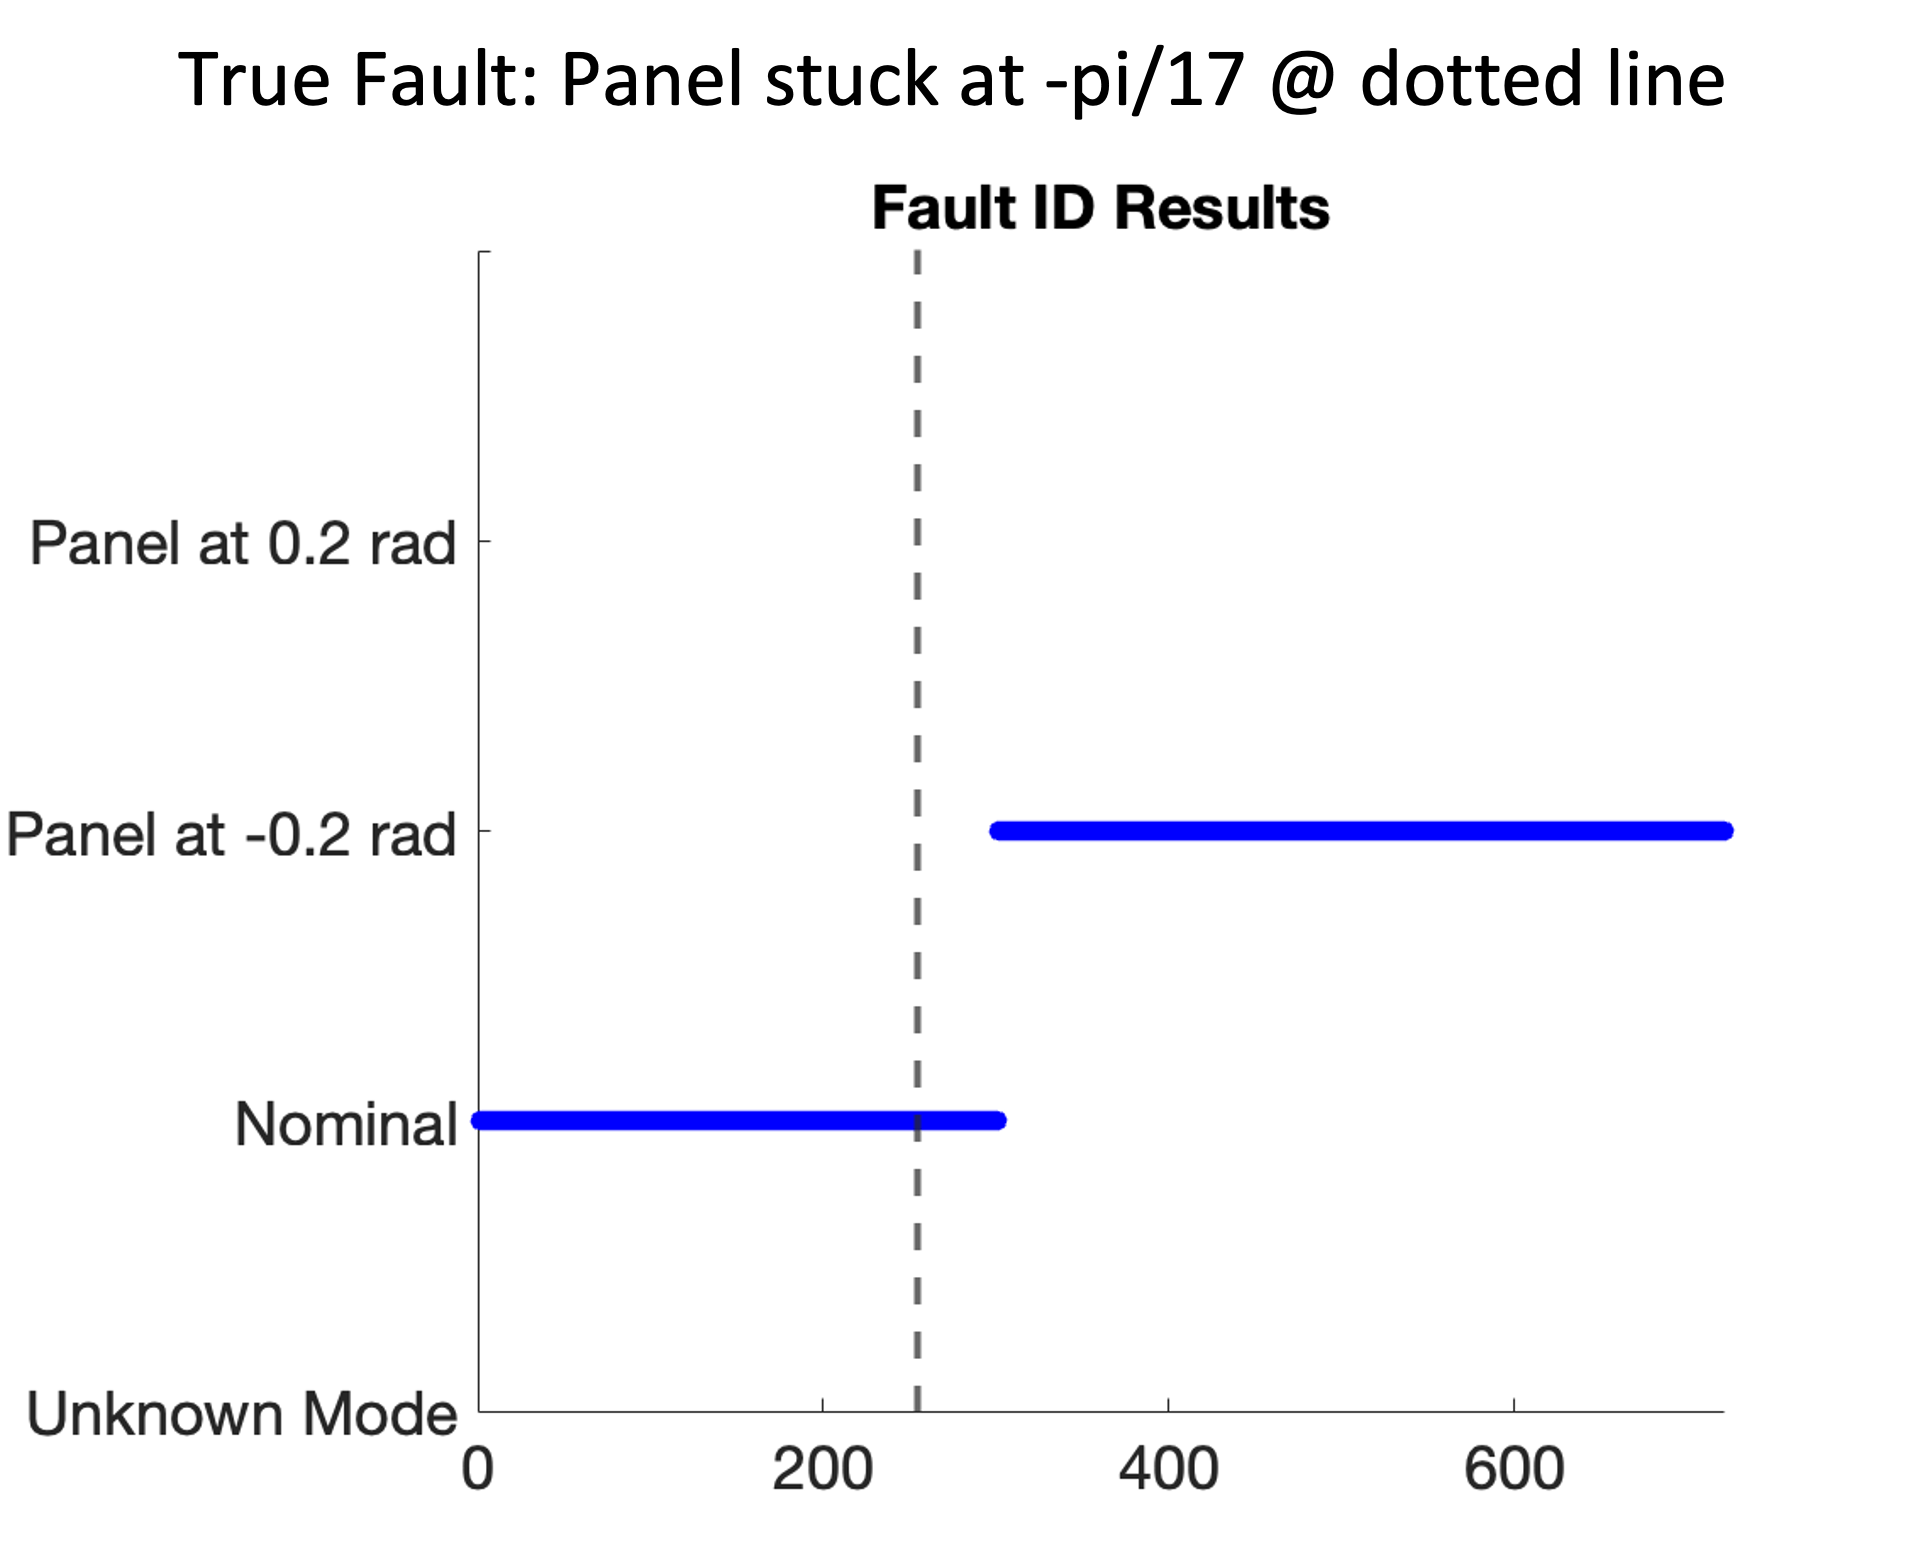 True Fault: Panel stuck at -pi/17 @ dotted line
Fault ID Results
Panel at 0.2 rad
Panel at -0.2 rad
Nominal
Unknown Mode
0 200 400 600